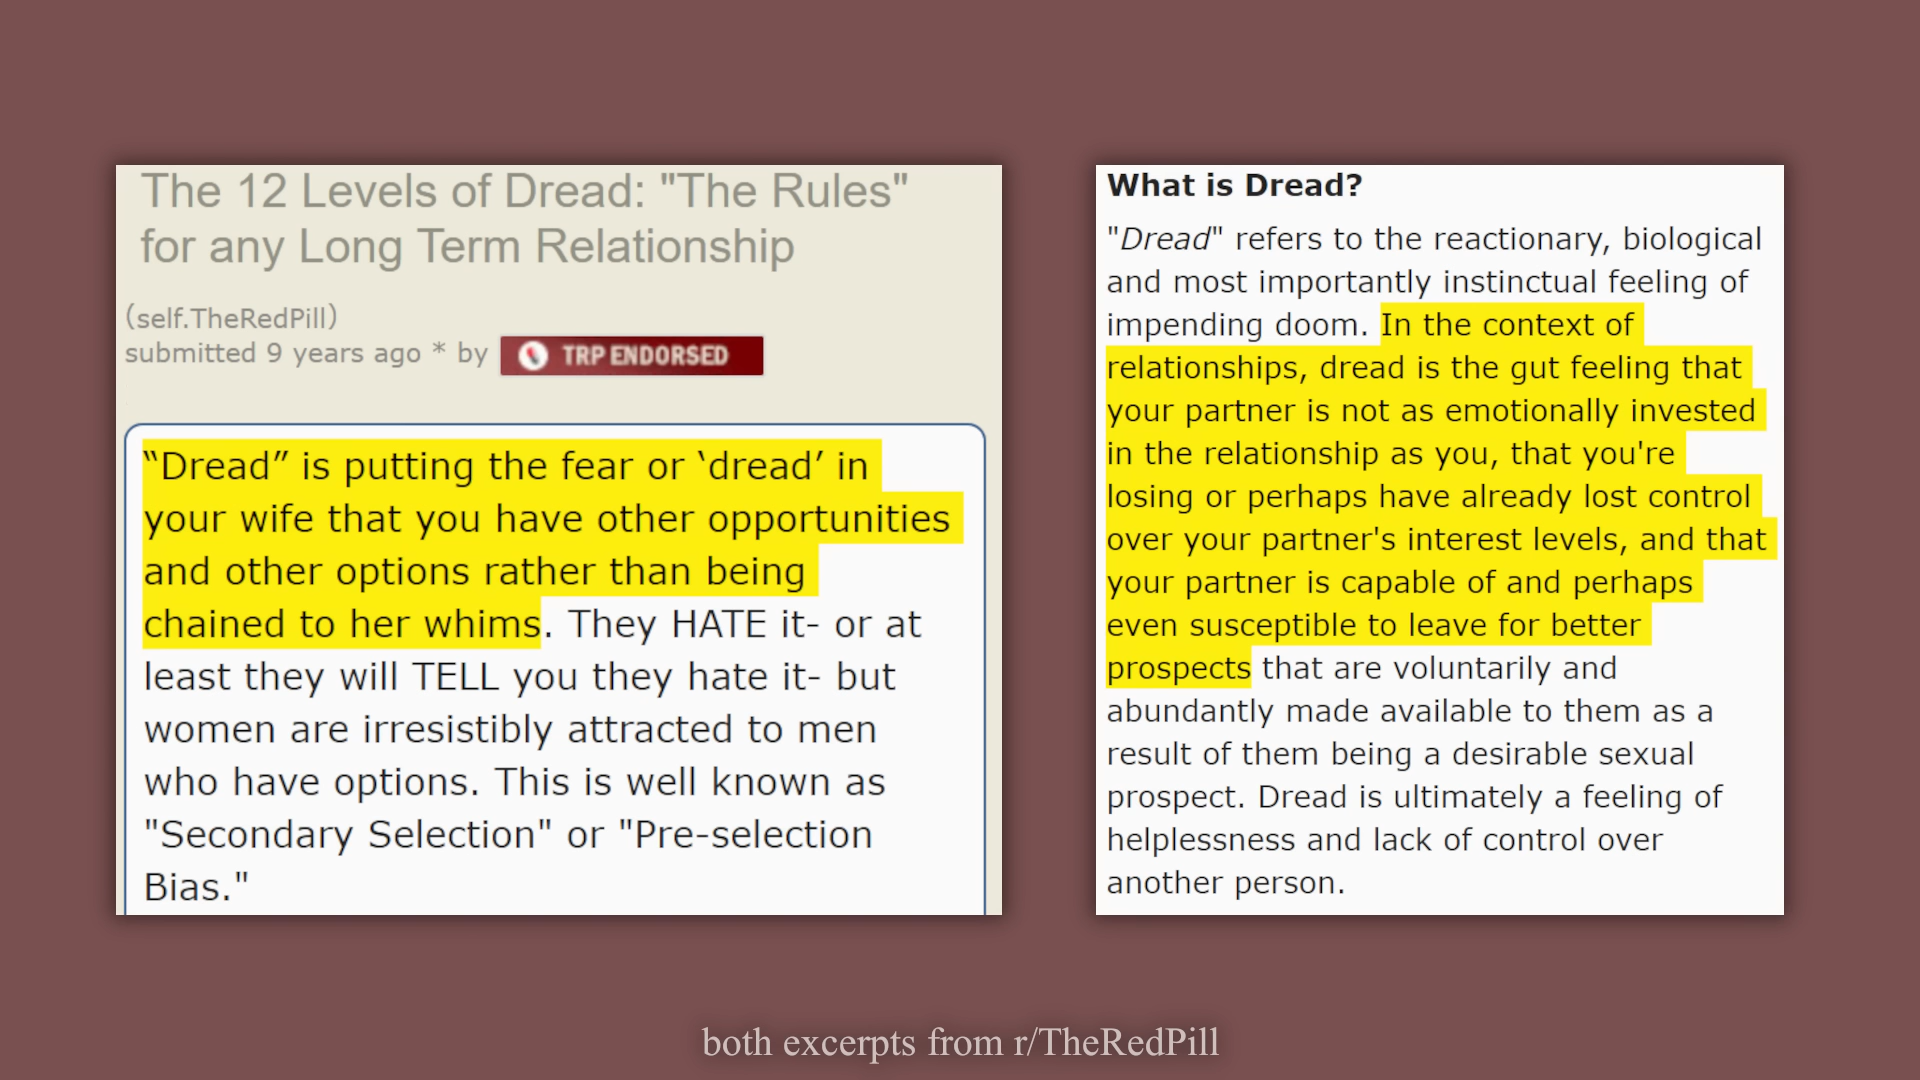 The 12 Levels of Dread: "The Rules"
for any Long Term Relationship
(self.TheRedPill)
submitted 9 years ago * by TRP ENDORSED
“Dread” is putting the fear or ‘dread’ in
your wife that you have other opportunities
and other options rather than being
chained to her whims. They HATE it- or at
least they will TELL you they hate it- but
women are irresistibly attracted to men
who have options. This is well known as
"Secondary Selection" or "Pre-selection
Bias."
What is Dread?
"Dread" refers to the reactionary, biological
and most importantly instinctual feeling of
impending doom. In the context of
relationships, dread is the gut feeling that
your partner is not as emotionally invested
in the relationship as you, that you're
losing or perhaps have already lost control
over your partner's interest levels, and that
your partner is capable of and perhaps
even susceptible to leave for better
prospects that are voluntarily and
abundantly made available to them as a
result of them being a desirable sexual
prospect. Dread is ultimately a feeling of
helplessness and lack of control over
another person.
both excerpts from r/TheRedPill